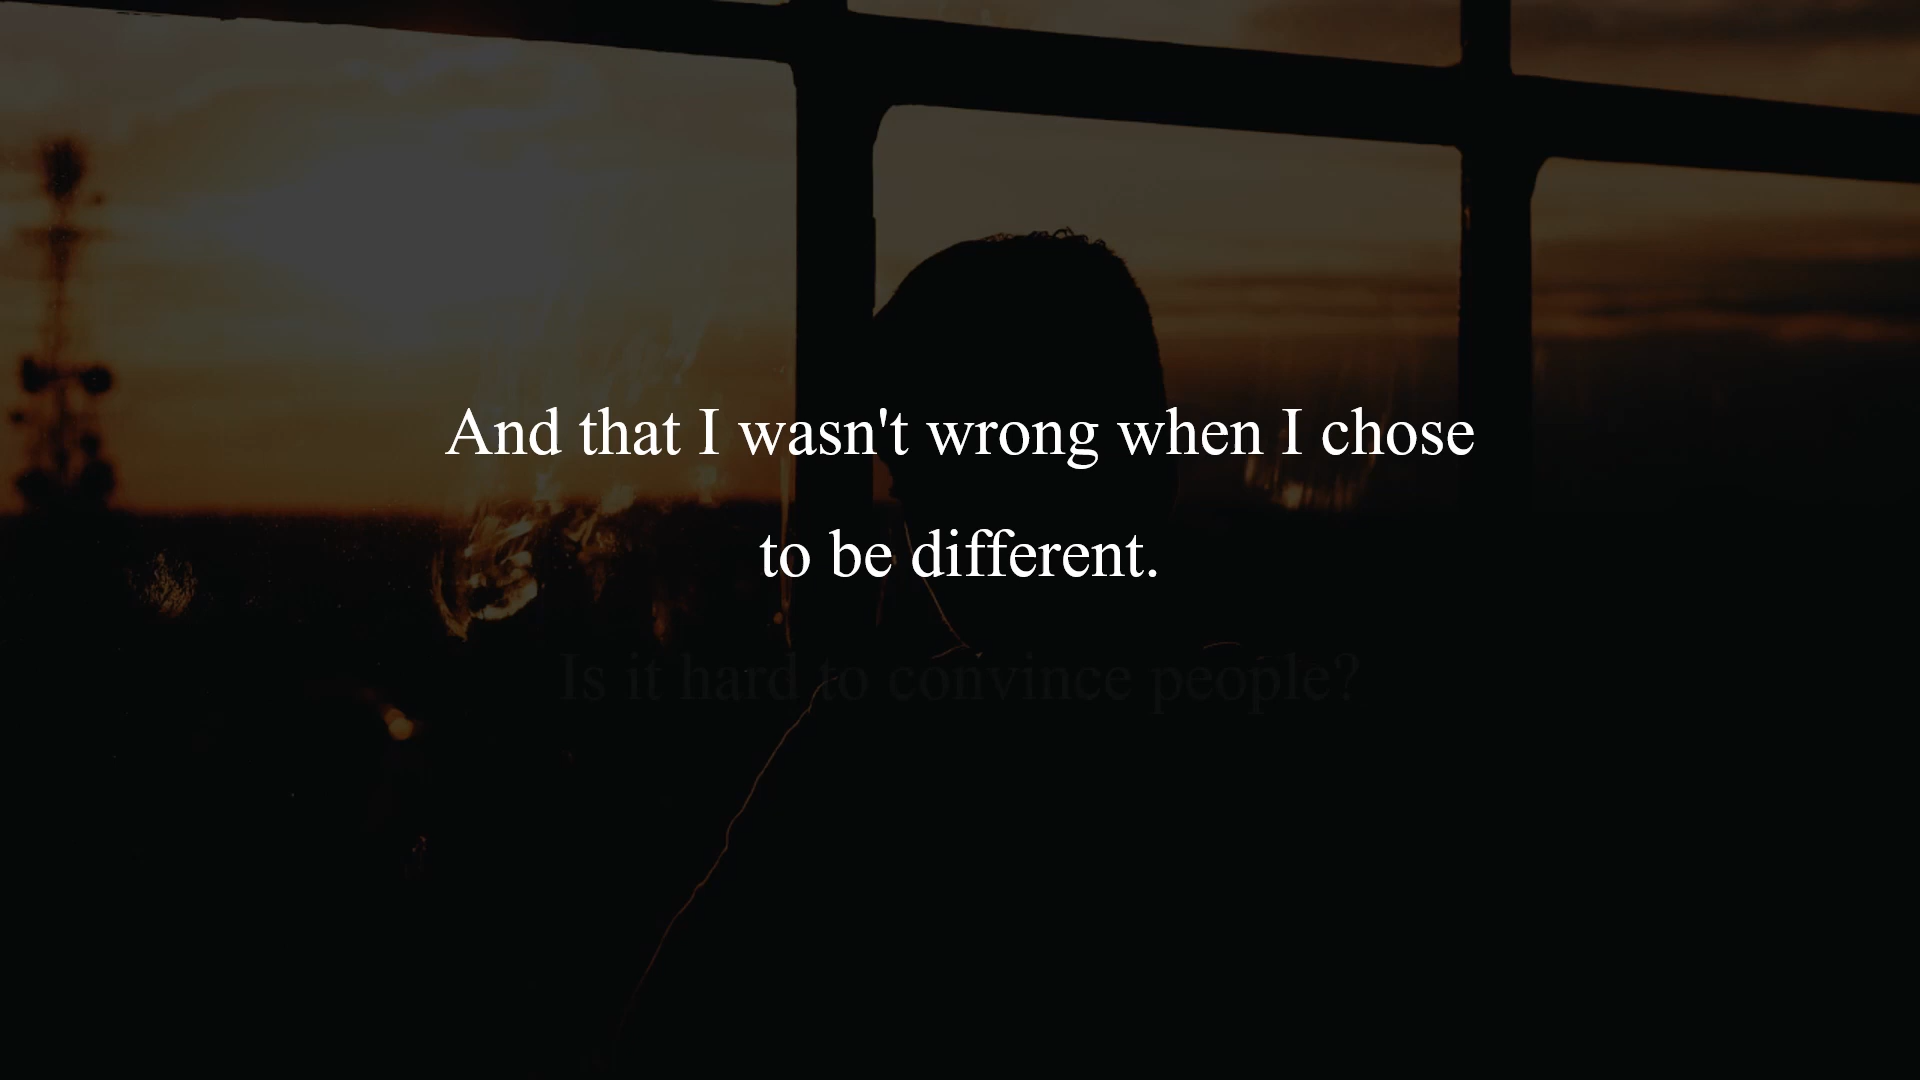 And that I wasn't wrong when I chose
to be different.
Is it hard to convince people?